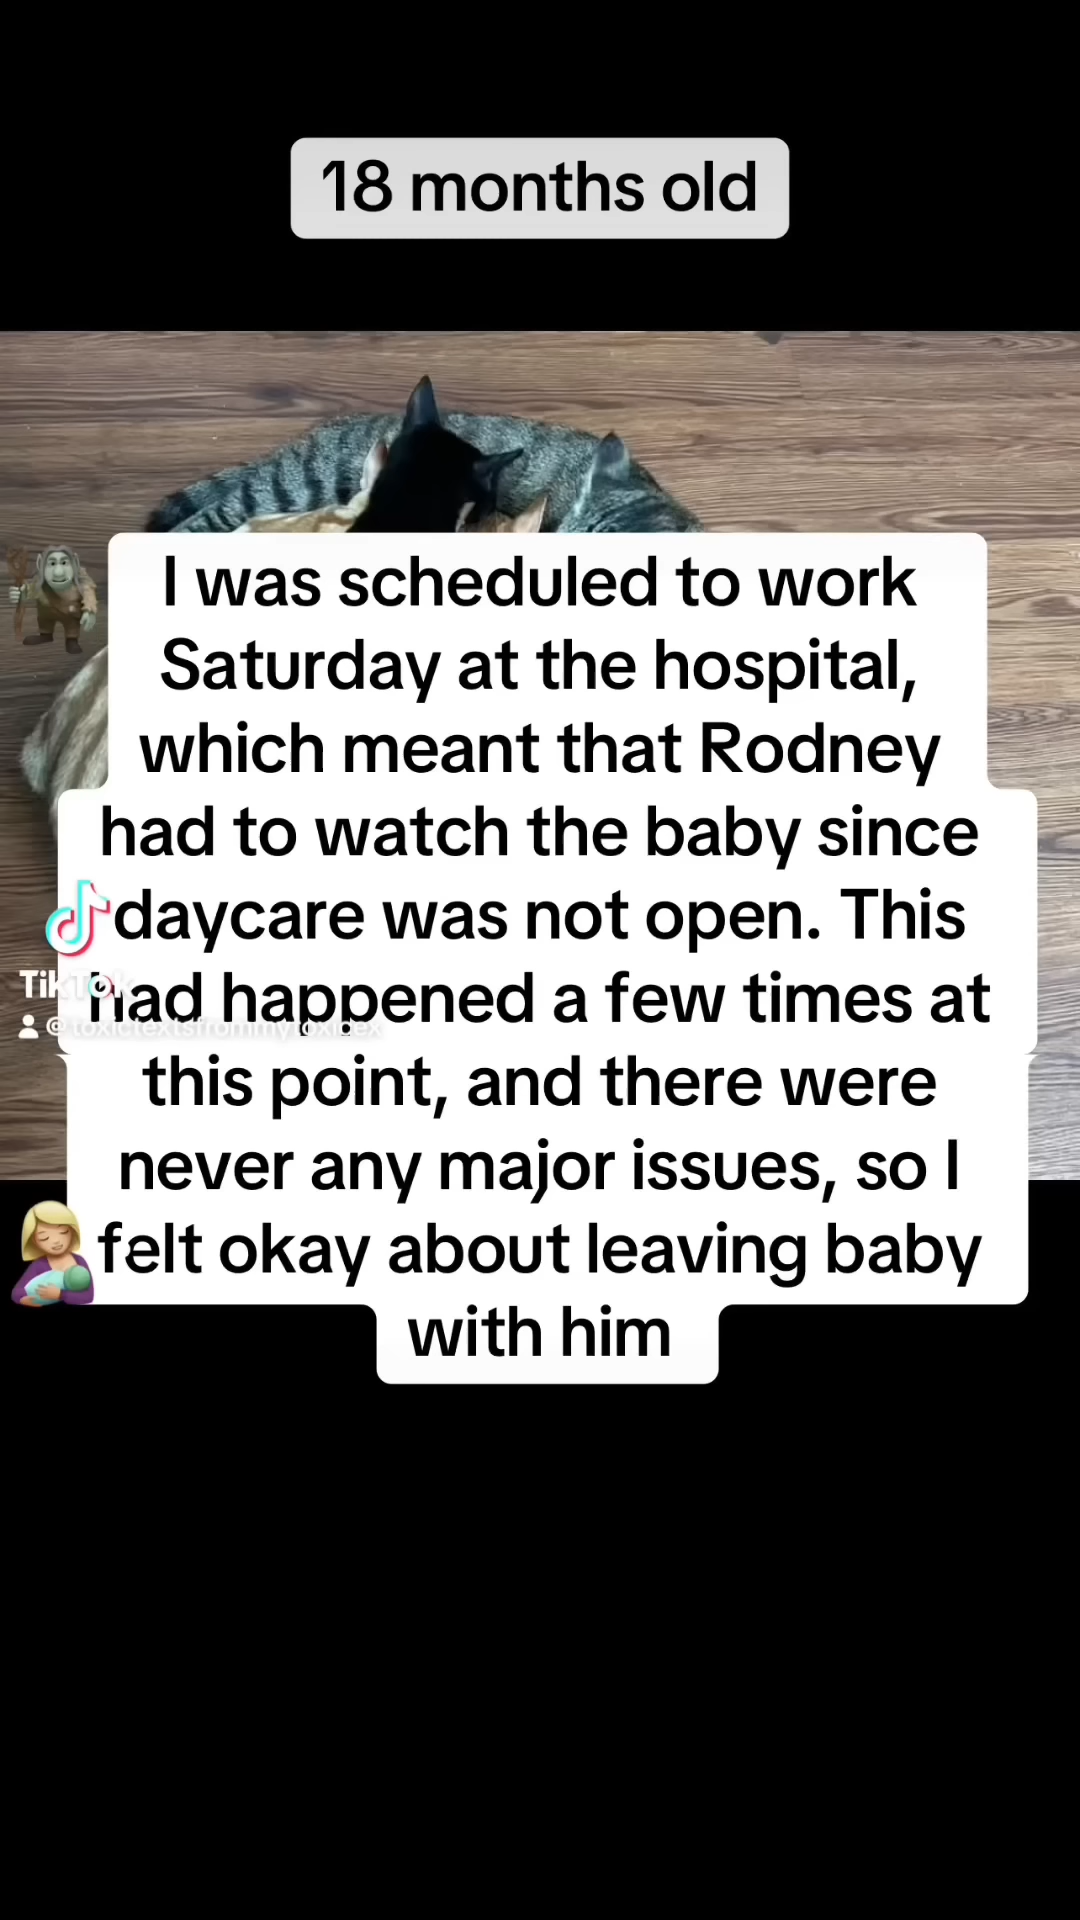 18 months old
I was scheduled to work
Saturday at the hospital,
which meant that Rodney
had to watch the baby since
daycare was not open. This
had happened a few times at
this point, and there were
never any major issues, so I
felt okay about leaving baby
with him
TikTok
@toxictextsfrommytoxicex